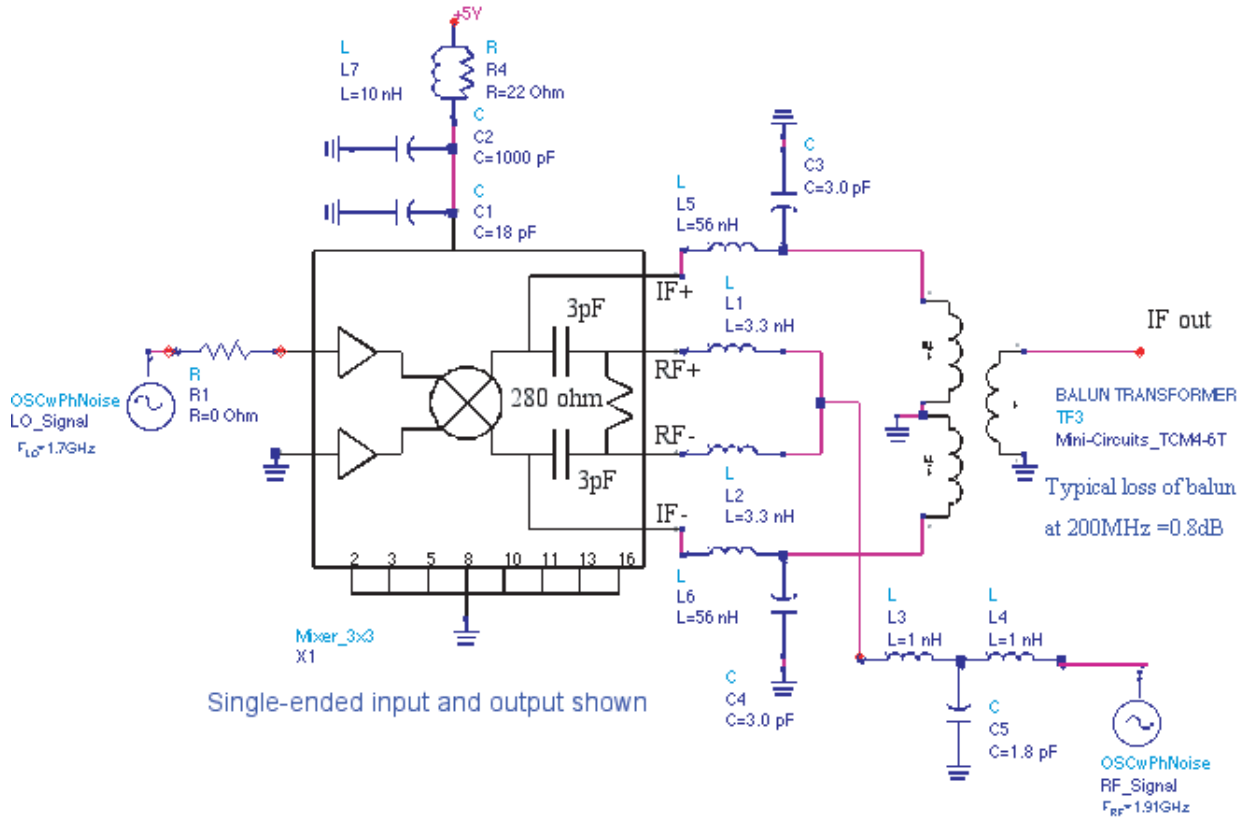 +5V
L
L7
L=10 nH
R
R4
R=22 Ohm
C
C2
C=1000 pF
C
C1
C=18 pF
C
C3
C=3.0 pF
L
L5
L=56 nH
IF+
L
L1
L=3.3 nH
3pF
RF+
280 ohm
RF-
3pF
IF-
L
L2
L=3.3 nH
IF out
BALUN TRANSFORMER
TF3
Mini-Circuits_TCM4-6T
Typical loss of balun
at 200MHz =0.8dB
OSCwPhNoise
LO_Signal
F_LO=1.7GHz
R
R1
R=0 Ohm
2 3 5 8 10 11 13 16
Mixer_3x3
X1
L
L6
L=56 nH
C
C4
C=3.0 pF
L
L3
L=1 nH
L
L4
L=1 nH
C
C5
C=1.8 pF
OSCwPhNoise
RF_Signal
F_RF=1.91GHz
Single-ended input and output shown